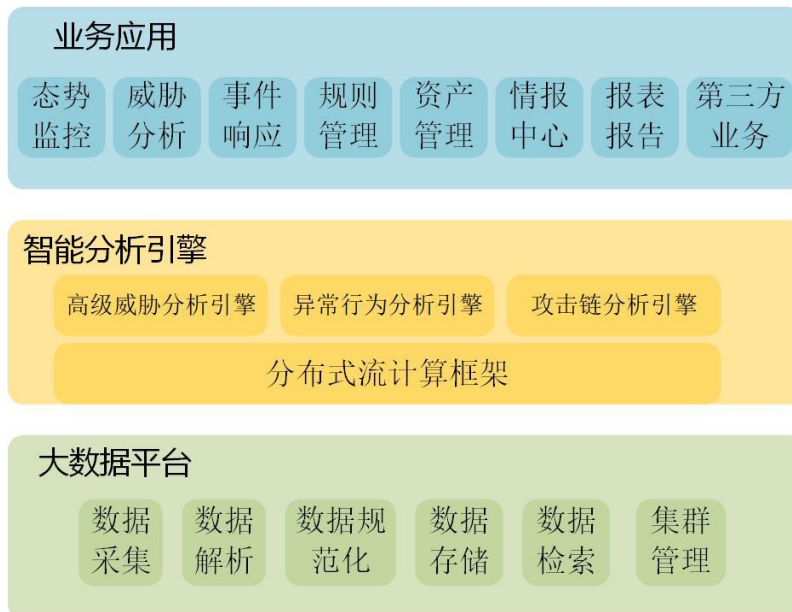 业务应用
态势 威胁 事件 规则 资产 情报 报表 第三方
监控 分析 响应 管理 管理 中心 报告 业务
智能分析引擎
高级威胁分析引擎 异常行为分析引擎 攻击链分析引擎
分布式流计算框架
大数据平台
数据 数据 数据规 数据 数据 集群
采集 解析 范化 存储 检索 管理